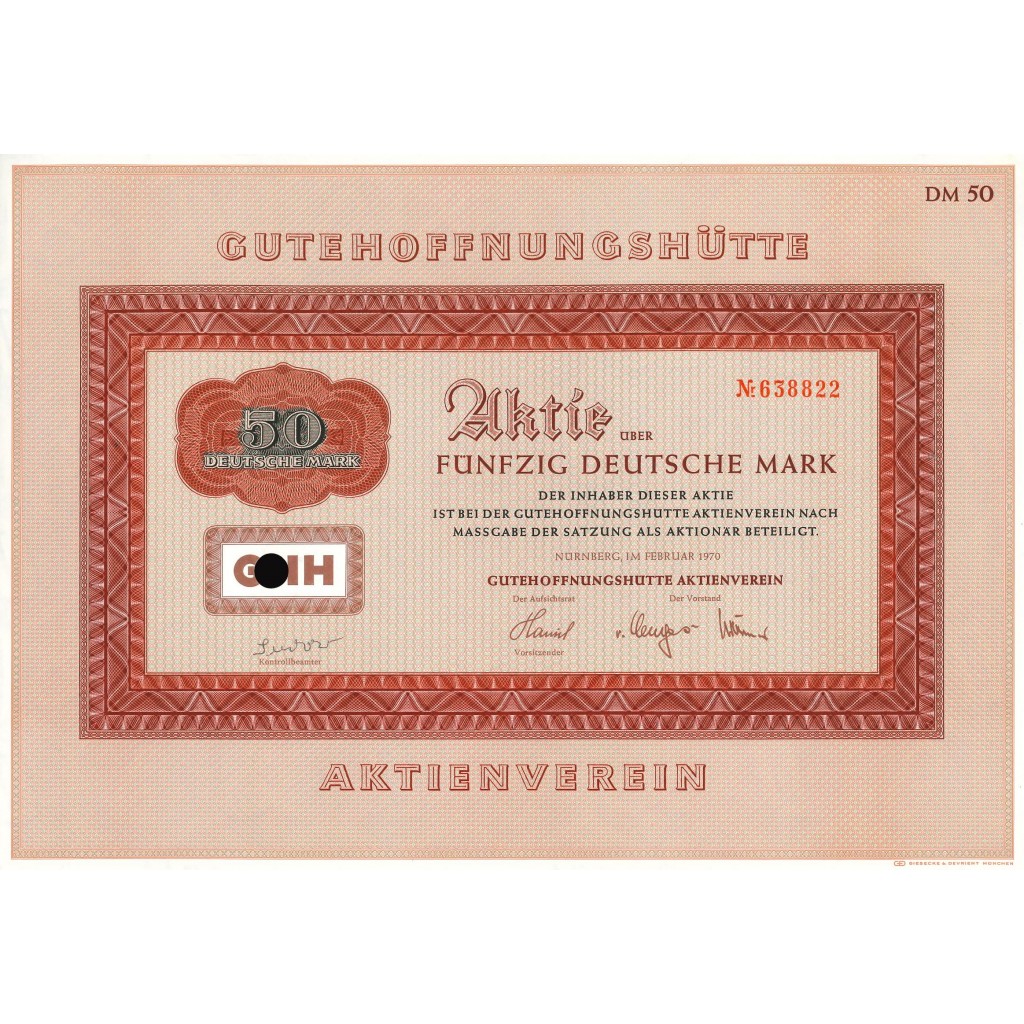 DM 50
GUTEHOFFNUNGSHÜTTE
50
DEUTSCHE MARK
Aktie ÜBER
№ 638822
FÜNFZIG DEUTSCHE MARK
DER INHABER DIESER AKTIE
IST BEI DER GUTEHOFFNUNGSHÜTTE AKTIENVEREIN NACH
MASSGABE DER SATZUNG ALS AKTIONÄR BETEILIGT.
NÜRNBERG, IM FEBRUAR 1970
GUTEHOFFNUNGSHÜTTE AKTIENVEREIN
Der Aufsichtsrat Der Vorstand
Vorsitzender
Kontrollbeamter
AKTIENVEREIN
GIESECKE & DEVRIENT MÜNCHEN